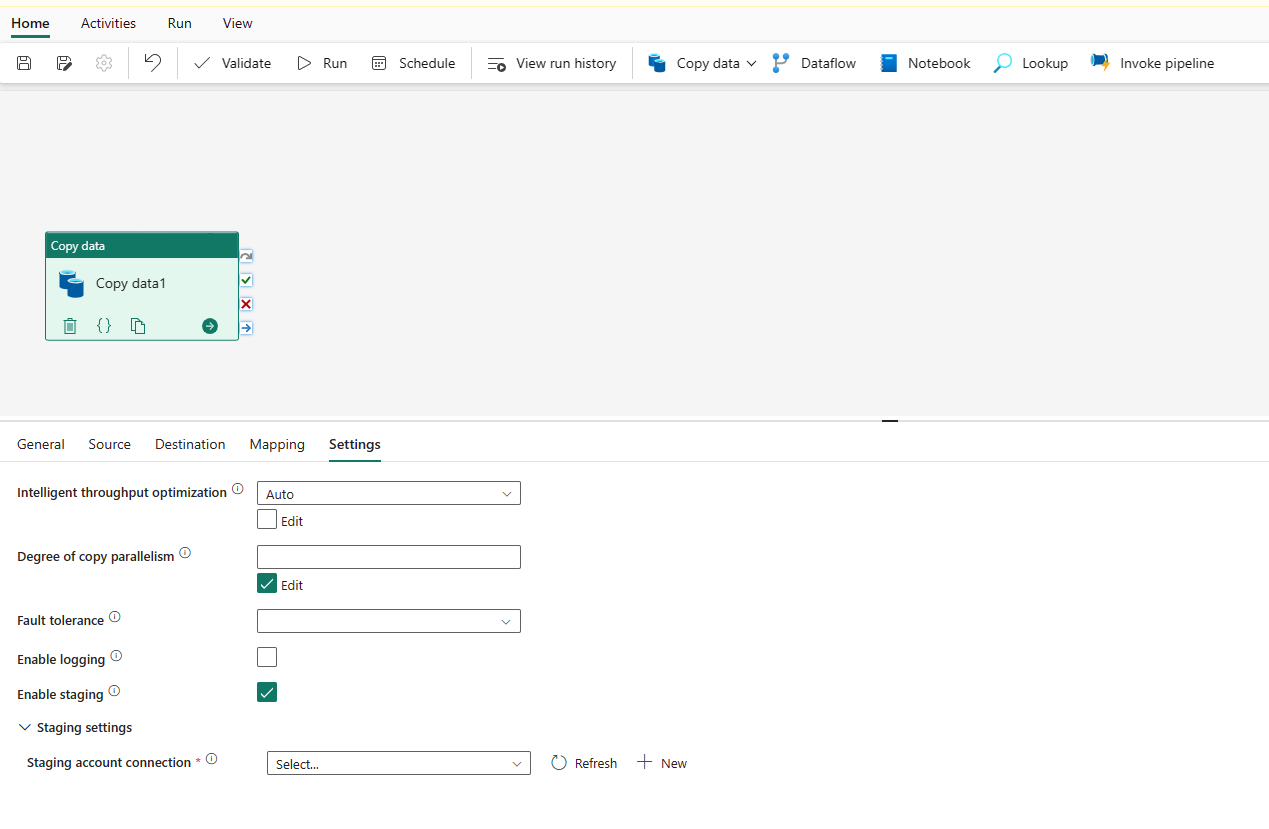 Home Activities Run View
Validate Run Schedule View run history Copy data Dataflow Notebook Lookup Invoke pipeline
Copy data
Copy data1
General Source Destination Mapping Settings
Intelligent throughput optimization Auto
Edit
Degree of copy parallelism
Edit
Fault tolerance
Enable logging
Enable staging
Staging settings
Staging account connection * Select... Refresh New